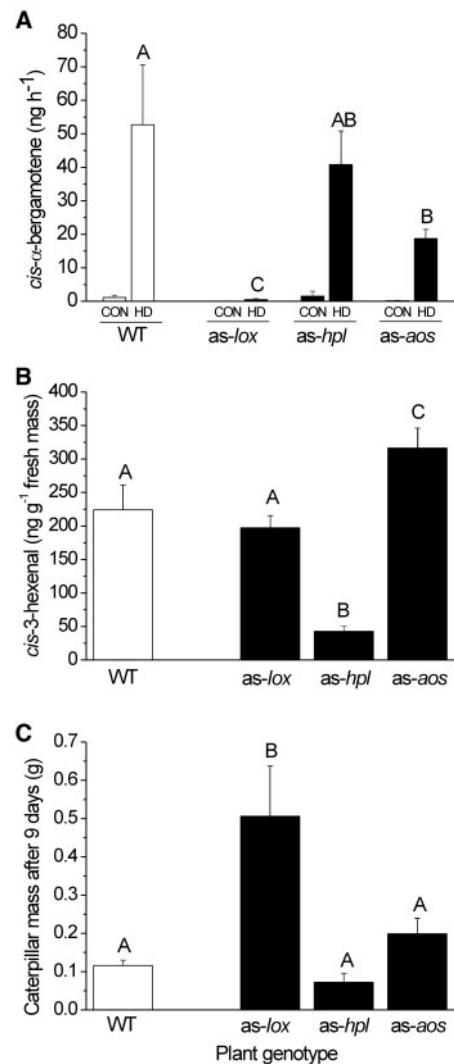 A
cis-α-bergamotene (ng h⁻¹)
80
70
60
50
40
30
20
10
0
A
C
AB
B
CON HD CON HD CON HD CON HD
WT as-lox as-hpl as-aos
B
cis-3-hexenal (ng g⁻¹ fresh mass)
400
350
300
250
200
150
100
50
0
A
A
B
C
WT as-lox as-hpl as-aos
C
Caterpillar mass after 9 days (g)
0.7
0.6
0.5
0.4
0.3
0.2
0.1
0.0
A
B
A
A
WT as-lox as-hpl as-aos
Plant genotype